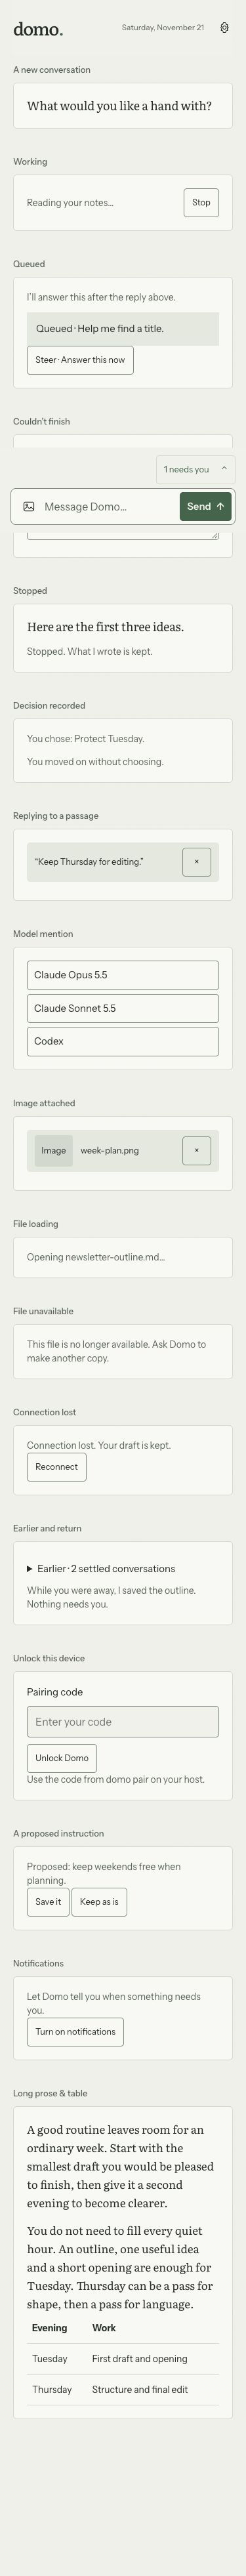 domo.
Saturday, November 21
A new conversation
What would you like a hand with?
Working
Reading your notes…
Stop
Queued
I'll answer this after the reply above.
Queued · Help me find a title.
Steer · Answer this now
Couldn't finish
1 needs you
Message Domo…
Send ↑
Stopped
Here are the first three ideas.
Stopped. What I wrote is kept.
Decision recorded
You chose: Protect Tuesday.
You moved on without choosing.
Replying to a passage
“Keep Thursday for editing.”
×
Model mention
Claude Opus 5.5
Claude Sonnet 5.5
Codex
Image attached
Image
week-plan.png
×
File loading
Opening newsletter-outline.md…
File unavailable
This file is no longer available. Ask Domo to
make another copy.
Connection lost
Connection lost. Your draft is kept.
Reconnect
Earlier and return
Earlier · 2 settled conversations
While you were away, I saved the outline.
Nothing needs you.
Unlock this device
Pairing code
Enter your code
Unlock Domo
Use the code from domo pair on your host.
A proposed instruction
Proposed: keep weekends free when
planning.
Save it
Keep as is
Notifications
Let Domo tell you when something needs
you.
Turn on notifications
Long prose & table
A good routine leaves room for an
ordinary week. Start with the
smallest draft you would be pleased
to finish, then give it a second
evening to become clearer.
You do not need to fill every quiet
hour. An outline, one useful idea
and a short opening are enough for
Tuesday. Thursday can be a pass for
shape, then a pass for language.
Evening Work
Tuesday First draft and opening
Thursday Structure and final edit